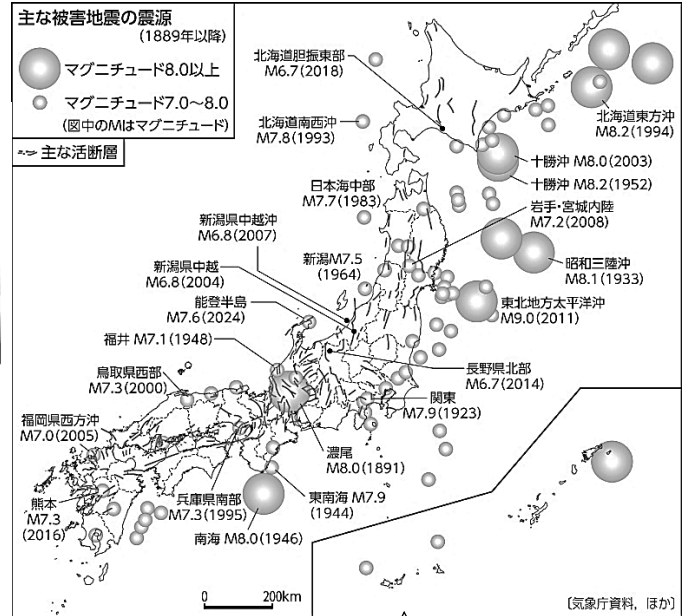 主な被害地震の震源
(1889年以降)
マグニチュード8.0以上
マグニチュード7.0〜8.0
(図中のMはマグニチュード)
主な活断層
北海道胆振東部
M6.7(2018)
北海道南西沖
M7.8(1993)
北海道東方沖
M8.2(1994)
十勝沖 M8.0(2003)
十勝沖 M8.2(1952)
日本海中部
M7.7(1983)
岩手・宮城内陸
M7.2(2008)
新潟県中越沖
M6.8(2007)
新潟M7.5
(1964)
昭和三陸沖
M8.1(1933)
新潟県中越
M6.8(2004)
能登半島
M7.6(2024)
東北地方太平洋沖
M9.0(2011)
福井 M7.1(1948)
鳥取県西部
M7.3(2000)
長野県北部
M6.7(2014)
関東
M7.9(1923)
福岡県西方沖
M7.0(2005)
濃尾
M8.0(1891)
熊本
M7.3
(2016)
兵庫県南部
M7.3(1995)
東南海 M7.9
(1944)
南海 M8.0(1946)
0 200km
〔気象庁資料，ほか〕